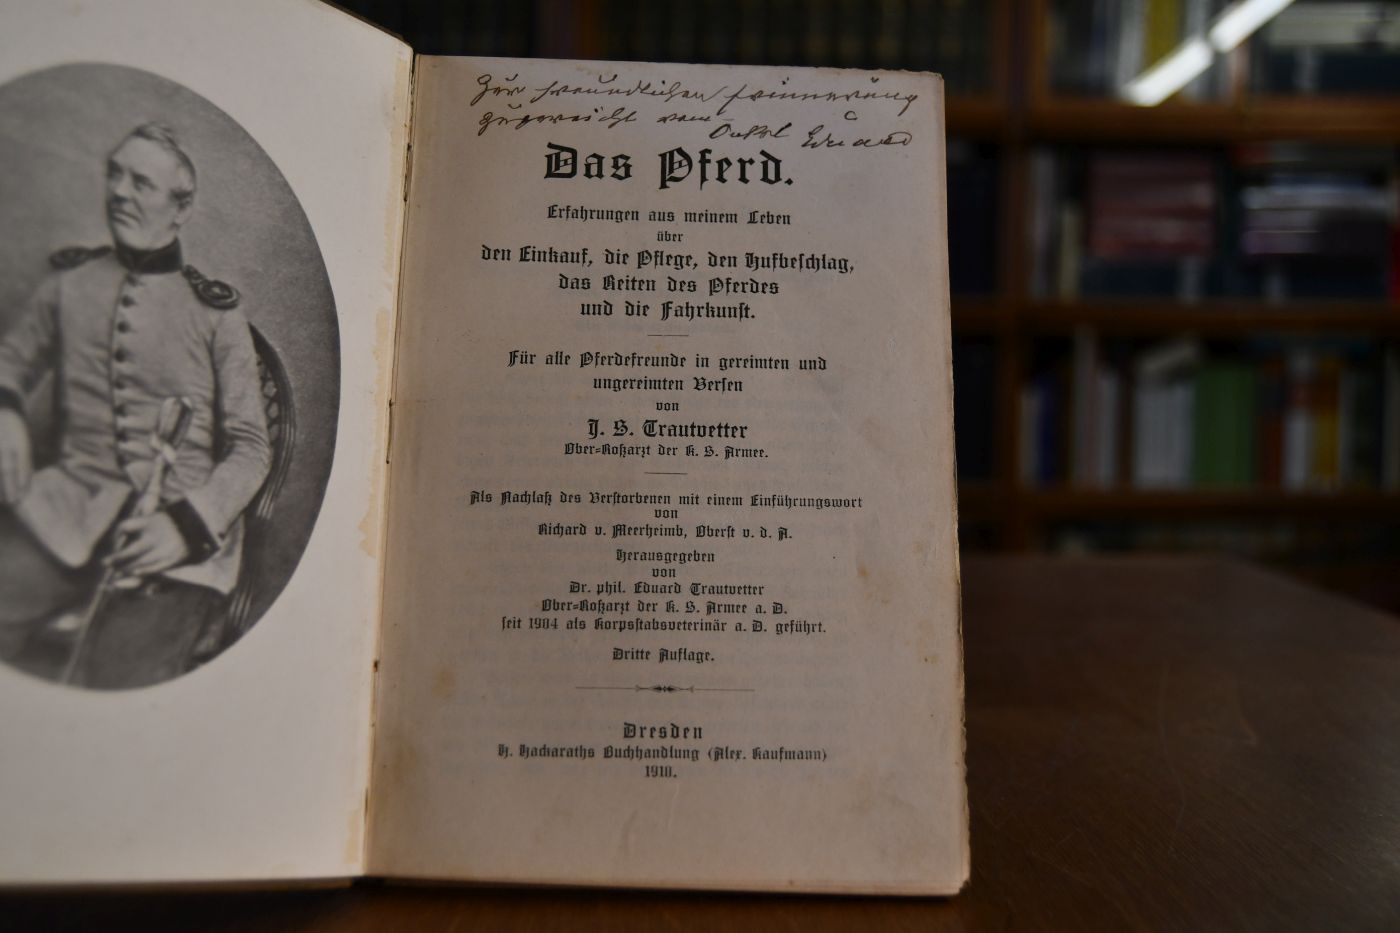 Zur freundlichen Erinnerung
zugereicht vom Onkel Eduard
Das Pferd.
Erfahrungen aus meinem Leben
über
den Einkauf, die Pflege, den Hufbeſchlag,
das Reiten des Pferdes
und die Fahrkunſt.
Für alle Pferdefreunde in gereimten und
ungereimten Verſen
von
J. S. Trautvetter
Ober-Roßarzt der K. S. Armee.
Als Nachlaß des Verſtorbenen mit einem Einführungswort
von
Richard v. Meerheimb, Oberſt v. d. A.
Herausgegeben
von
Dr. phil. Eduard Trautvetter
Ober-Roßarzt der K. S. Armee a. D.
ſeit 1904 als Korpsſtabsveterinär a. D. geführt.
Dritte Auflage.
Dresden
H. Hackaraths Buchhandlung (Alex. Kaufmann)
1910.